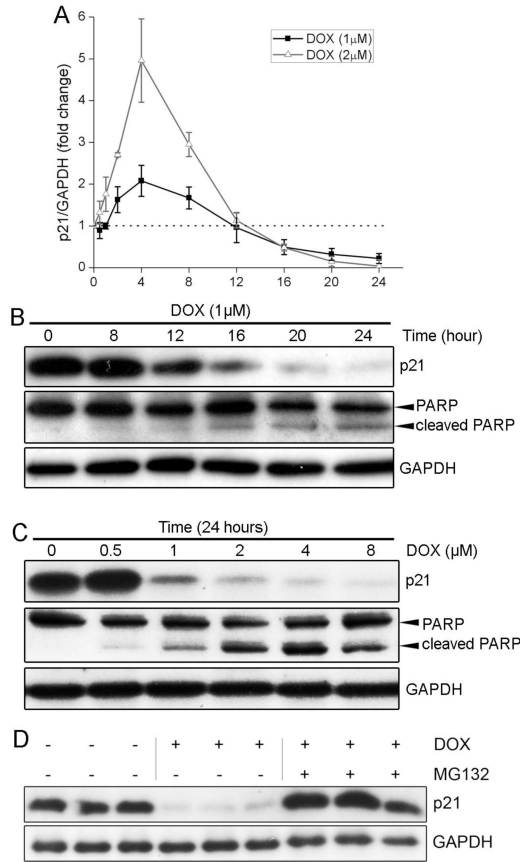 A
p21/GAPDH (fold change)
6
5
4
3
2
1
0
DOX (1μM)
DOX (2μM)
0 4 8 12 16 20 24
B
DOX (1μM)
0 8 12 16 20 24 Time (hour)
p21
PARP
cleaved PARP
GAPDH
C
Time (24 hours)
0 0.5 1 2 4 8 DOX (μM)
p21
PARP
cleaved PARP
GAPDH
D
- - - + + + + + + DOX
- - - - - - + + + MG132
p21
GAPDH